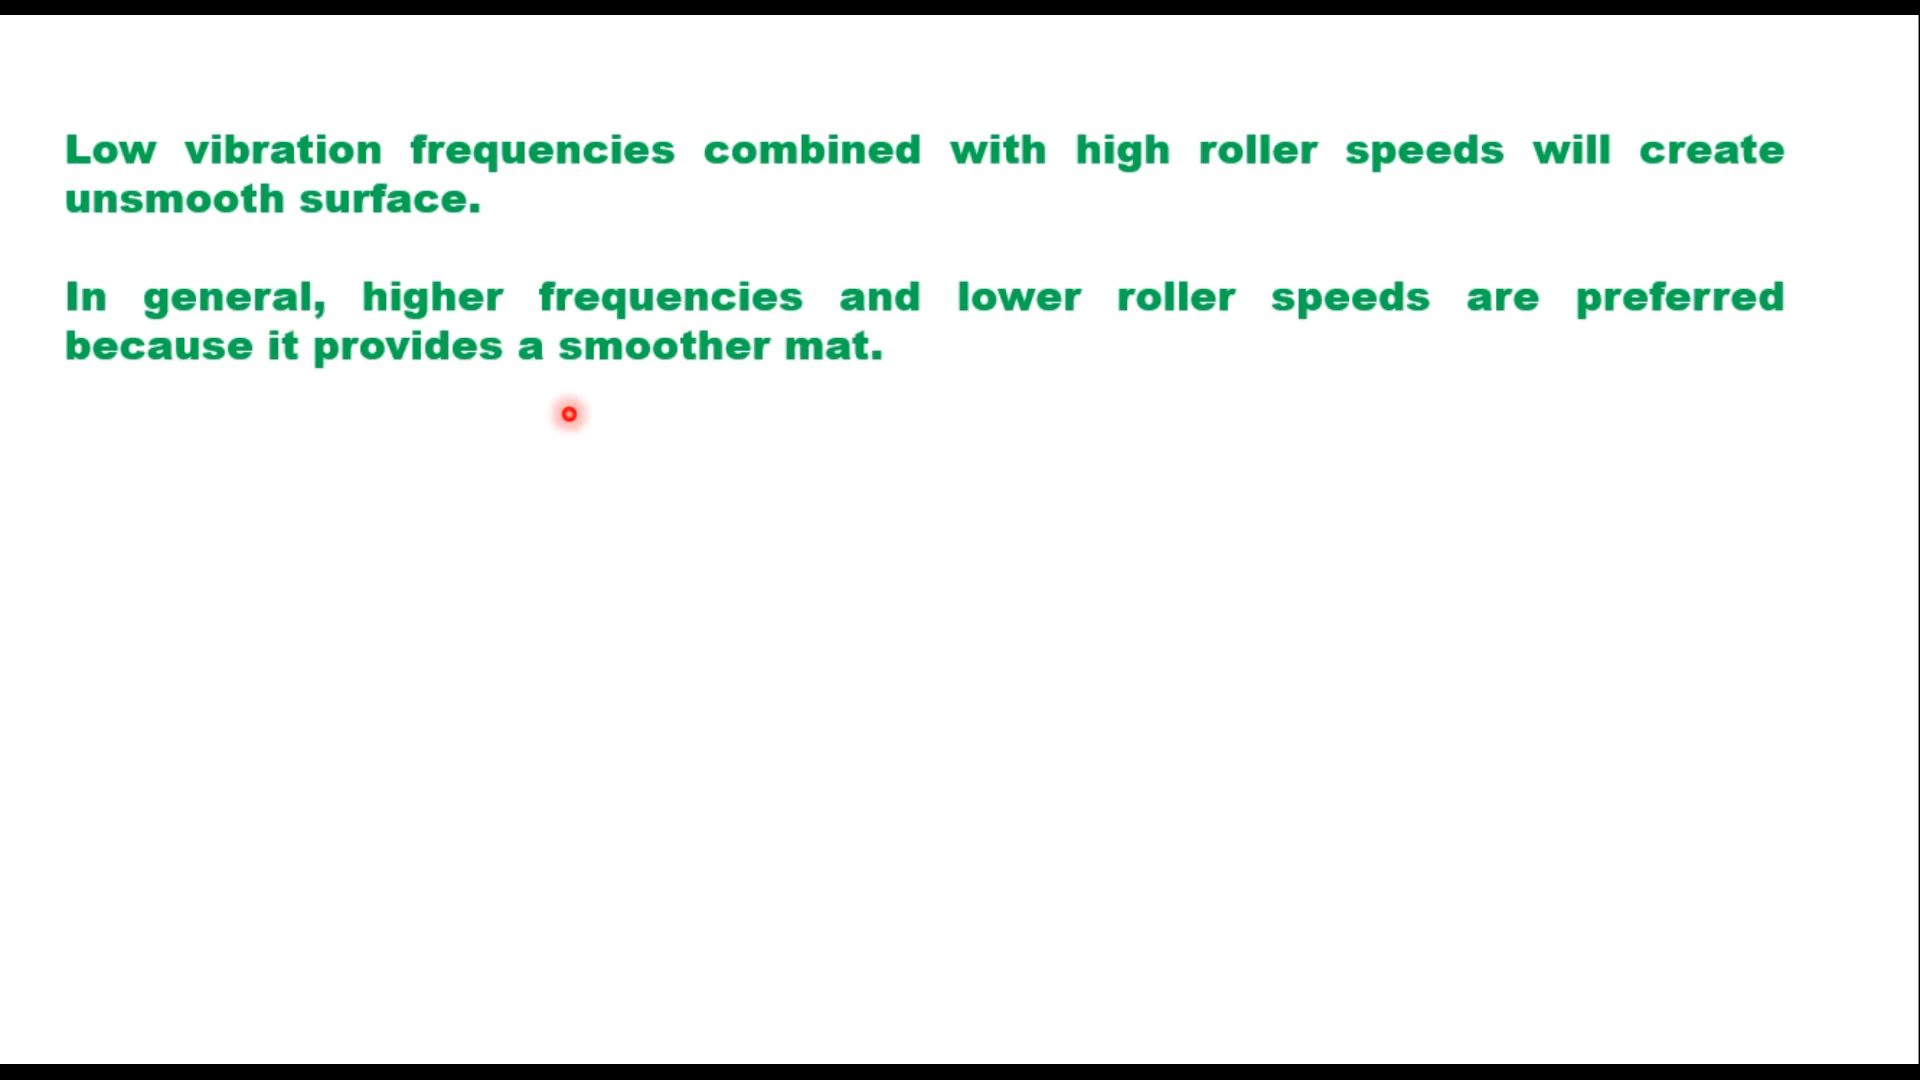 Low vibration frequencies combined with high roller speeds will create
unsmooth surface.
In general, higher frequencies and lower roller speeds are preferred
because it provides a smoother mat.